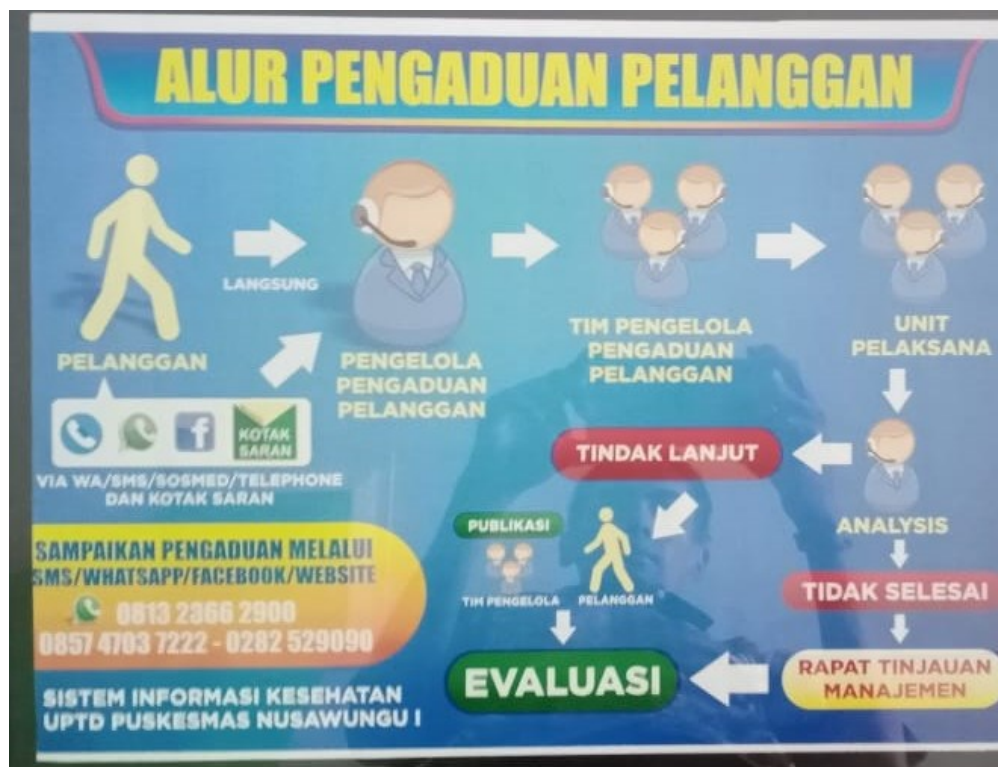 ALUR PENGADUAN PELANGGAN
LANGSUNG
PELANGGAN
PENGELOLA
PENGADUAN
PELANGGAN
TIM PENGELOLA
PENGADUAN
PELANGGAN
UNIT
PELAKSANA
KOTAK
SARAN
VIA WA/SMS/SOSMED/TELEPHONE
DAN KOTAK SARAN
TINDAK LANJUT
ANALYSIS
PUBLIKASI
TIM PENGELOLA
PELANGGAN
TIDAK SELESAI
RAPAT TINJAUAN
MANAJEMEN
EVALUASI
SAMPAIKAN PENGADUAN MELALUI
SMS/WHATSAPP/FACEBOOK/WEBSITE
0813 2366 2900
0857 4703 7222 - 0282 529090
SISTEM INFORMASI KESEHATAN
UPTD PUSKESMAS NUSAWUNGU I